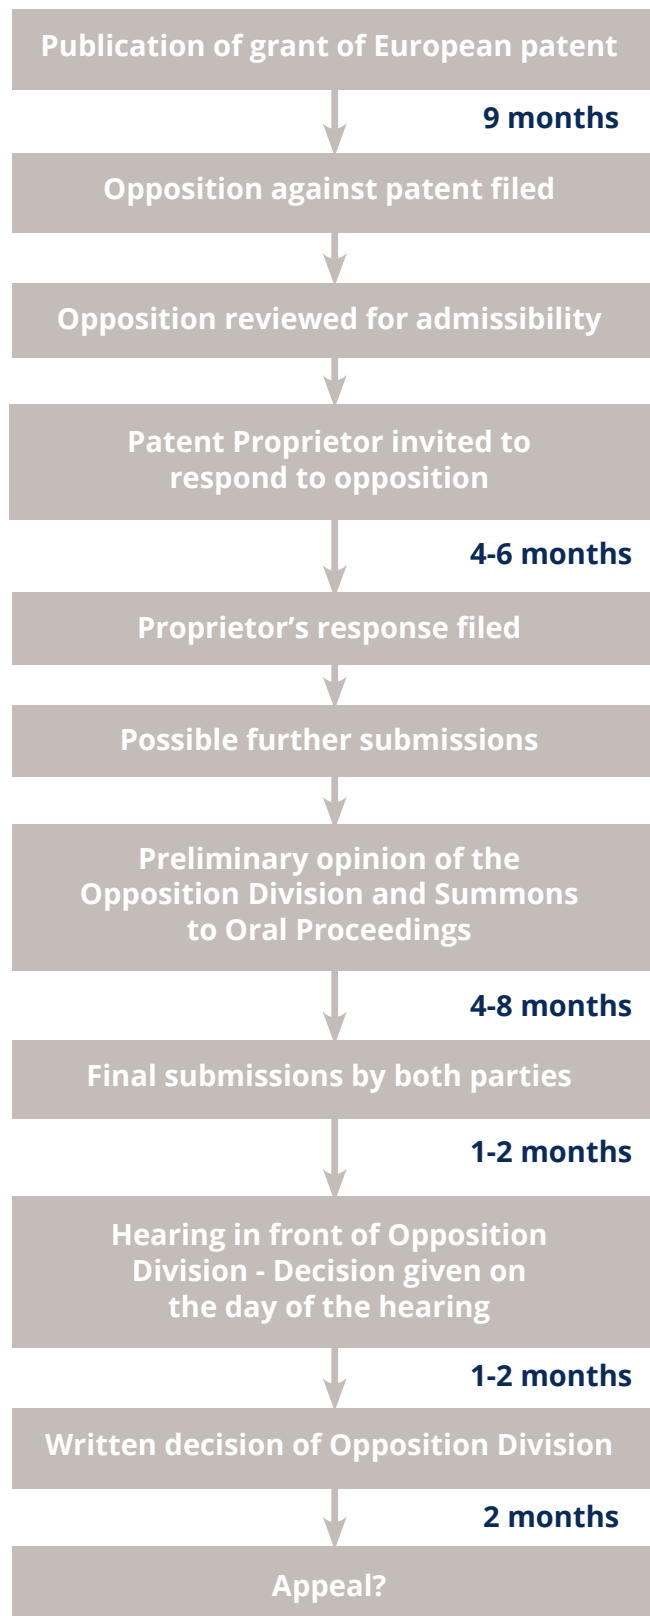 Publication of grant of European patent
9 months
Opposition against patent filed
Opposition reviewed for admissibility
Patent Proprietor invited to
respond to opposition
4-6 months
Proprietor’s response filed
Possible further submissions
Preliminary opinion of the
Opposition Division and Summons
to Oral Proceedings
4-8 months
Final submissions by both parties
1-2 months
Hearing in front of Opposition
Division - Decision given on
the day of the hearing
1-2 months
Written decision of Opposition Division
2 months
Appeal?